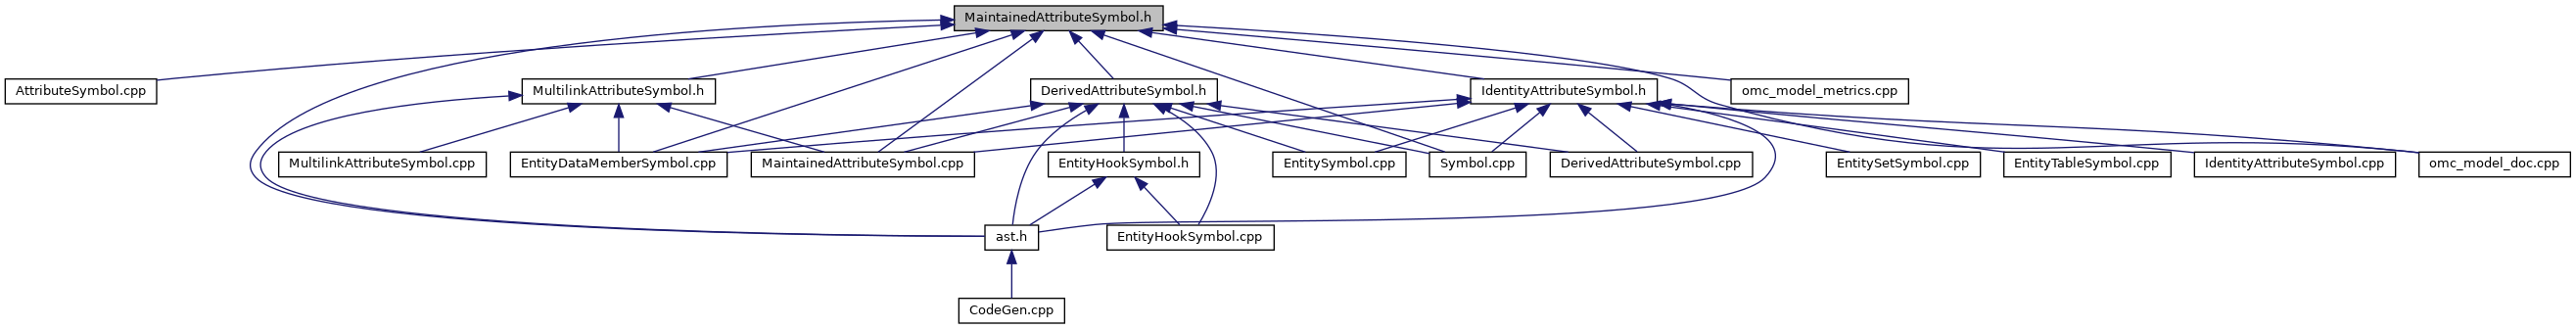 MaintainedAttributeSymbol.h
AttributeSymbol.cpp
MultilinkAttributeSymbol.h
DerivedAttributeSymbol.h
IdentityAttributeSymbol.h
omc_model_metrics.cpp
MultilinkAttributeSymbol.cpp
EntityDataMemberSymbol.cpp
MaintainedAttributeSymbol.cpp
EntityHookSymbol.h
EntitySymbol.cpp
Symbol.cpp
DerivedAttributeSymbol.cpp
EntitySetSymbol.cpp
EntityTableSymbol.cpp
IdentityAttributeSymbol.cpp
omc_model_doc.cpp
ast.h
EntityHookSymbol.cpp
CodeGen.cpp